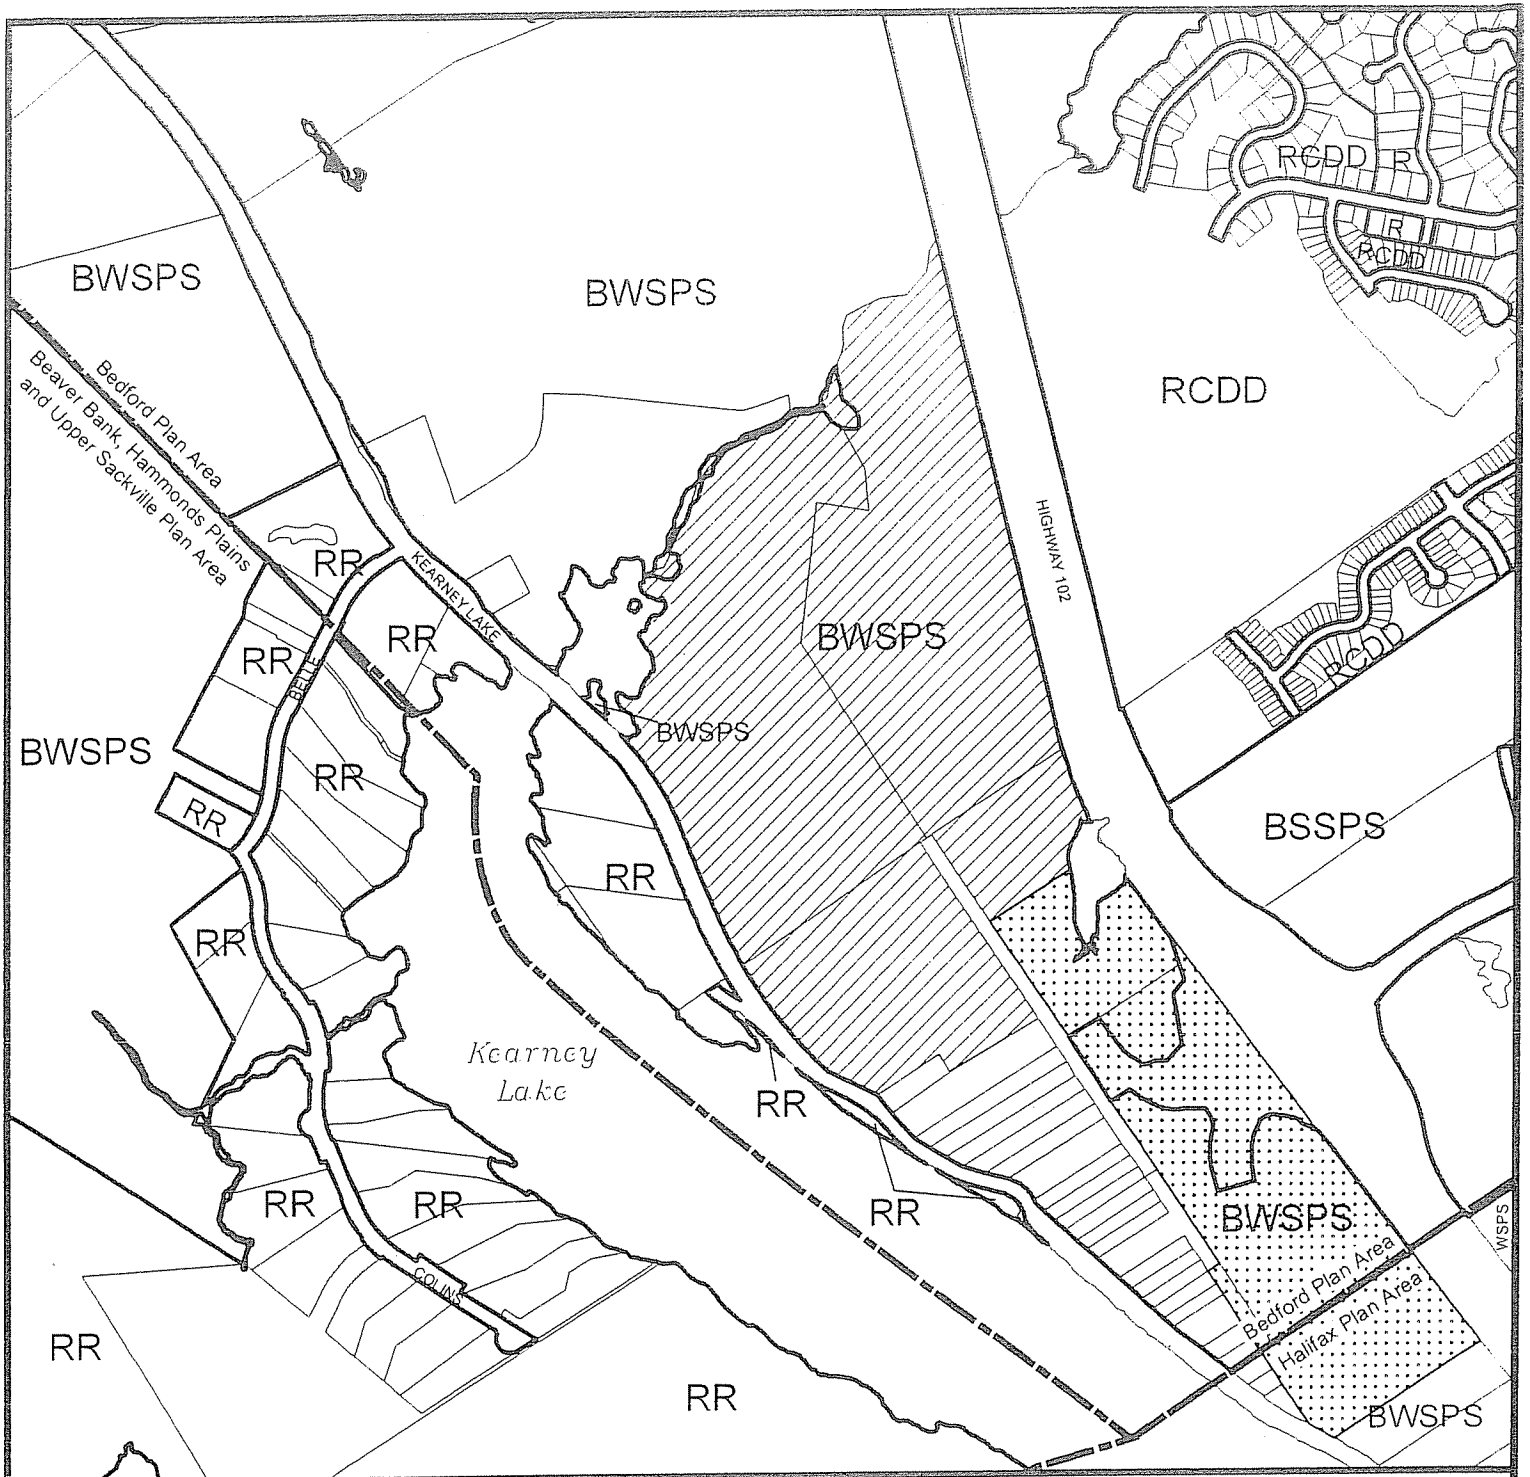 RCDD
R
R
RCDD
BWSPS
BWSPS
Bedford Plan Area
Beaver Bank, Hammonds Plains
and Upper Sackville Plan Area
RCDD
HIGHWAY 102
RR
KEARNEY LAKE
RR
BWSPS
RCDD
RR
BELLE
BWSPS
BWSPS
RR
RR
BSSPS
RR
RR
Kearney
Lake
RR
RR
RR
RR
BWSPS
WSPS
Bedford Plan Area
Halifax Plan Area
COLINS
RR
RR
BWSPS